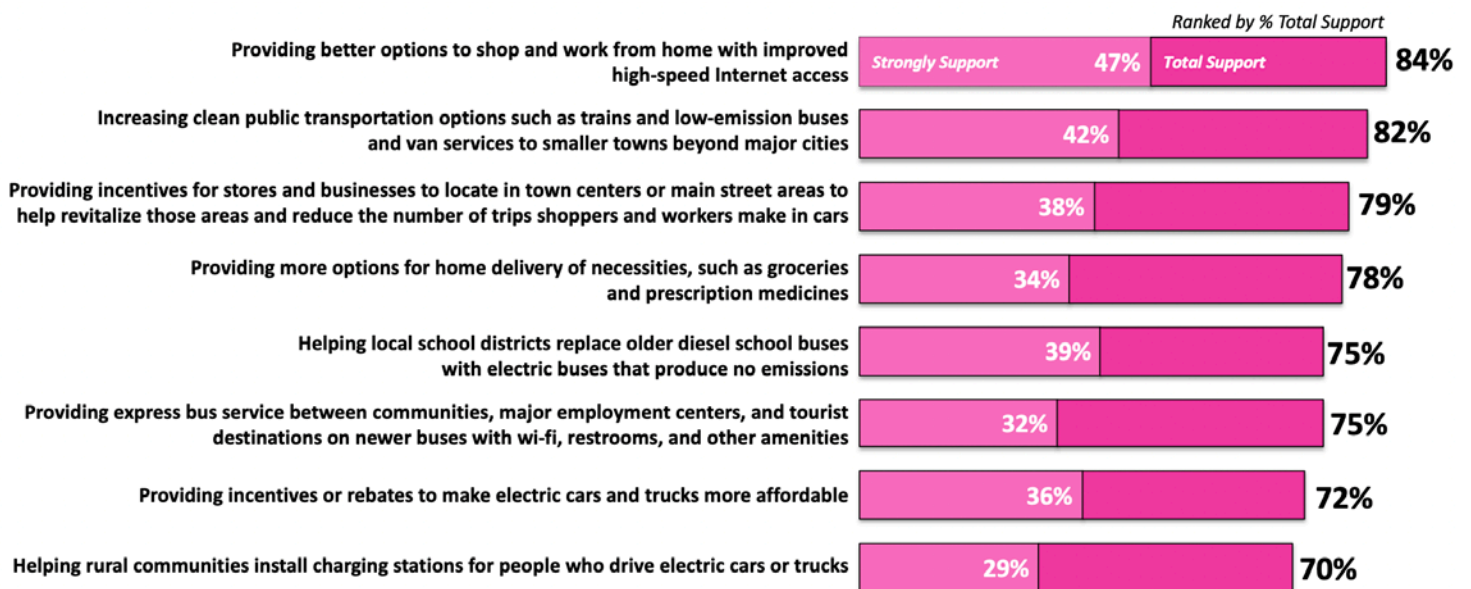 Ranked by % Total Support
Providing better options to shop and work from home with improved
high-speed Internet access
Strongly Support 47% Total Support 84%
Increasing clean public transportation options such as trains and low-emission buses
and van services to smaller towns beyond major cities
42% 82%
Providing incentives for stores and businesses to locate in town centers or main street areas to
help revitalize those areas and reduce the number of trips shoppers and workers make in cars
38% 79%
Providing more options for home delivery of necessities, such as groceries
and prescription medicines
34% 78%
Helping local school districts replace older diesel school buses
with electric buses that produce no emissions
39% 75%
Providing express bus service between communities, major employment centers, and tourist
destinations on newer buses with wi-fi, restrooms, and other amenities
32% 75%
Providing incentives or rebates to make electric cars and trucks more affordable
36% 72%
Helping rural communities install charging stations for people who drive electric cars or trucks
29% 70%